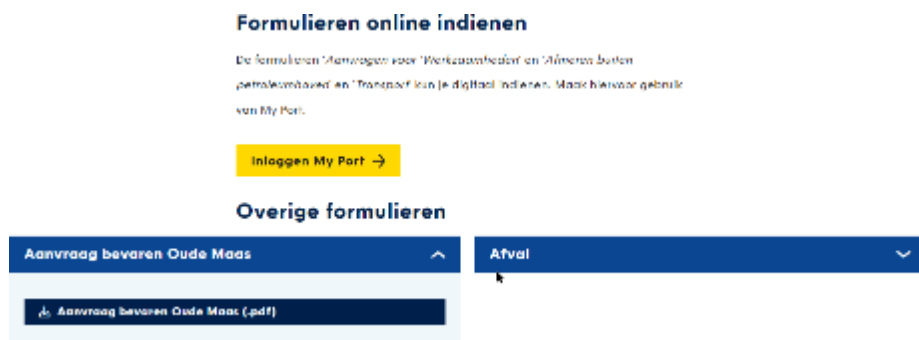 Formulieren online indienen
De formulieren 'Aanvragen voor 'Werkzaamheden' en 'Afmeren buiten
petroleumhaven' en 'Transport' kun je digitaal indienen. Maak hiervoor gebruik
van My Port.
Inloggen My Port
Overige formulieren
Aanvraag bevaren Oude Maas
Afval
Aanvraag bevaren Oude Maas (.pdf)